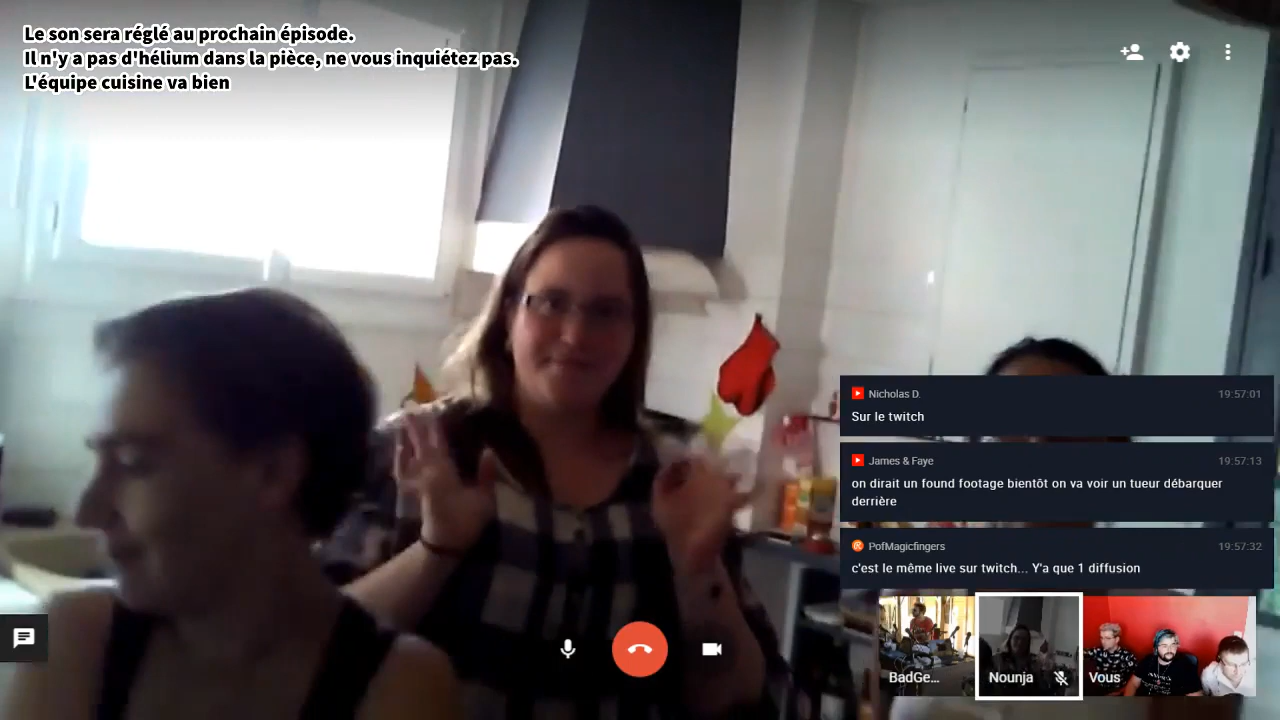 Le son sera réglé au prochain épisode.
Il n'y a pas d'hélium dans la pièce, ne vous inquiétez pas.
L'équipe cuisine va bien
Nicholas D. 19:57:01
Sur le twitch
James & Faye 19:57:13
on dirait un found footage bientôt on va voir un tueur débarquer
derrière
PofMagicfingers 19:57:32
c'est le même live sur twitch... Y'a que 1 diffusion
BadGe... Nounja Vous